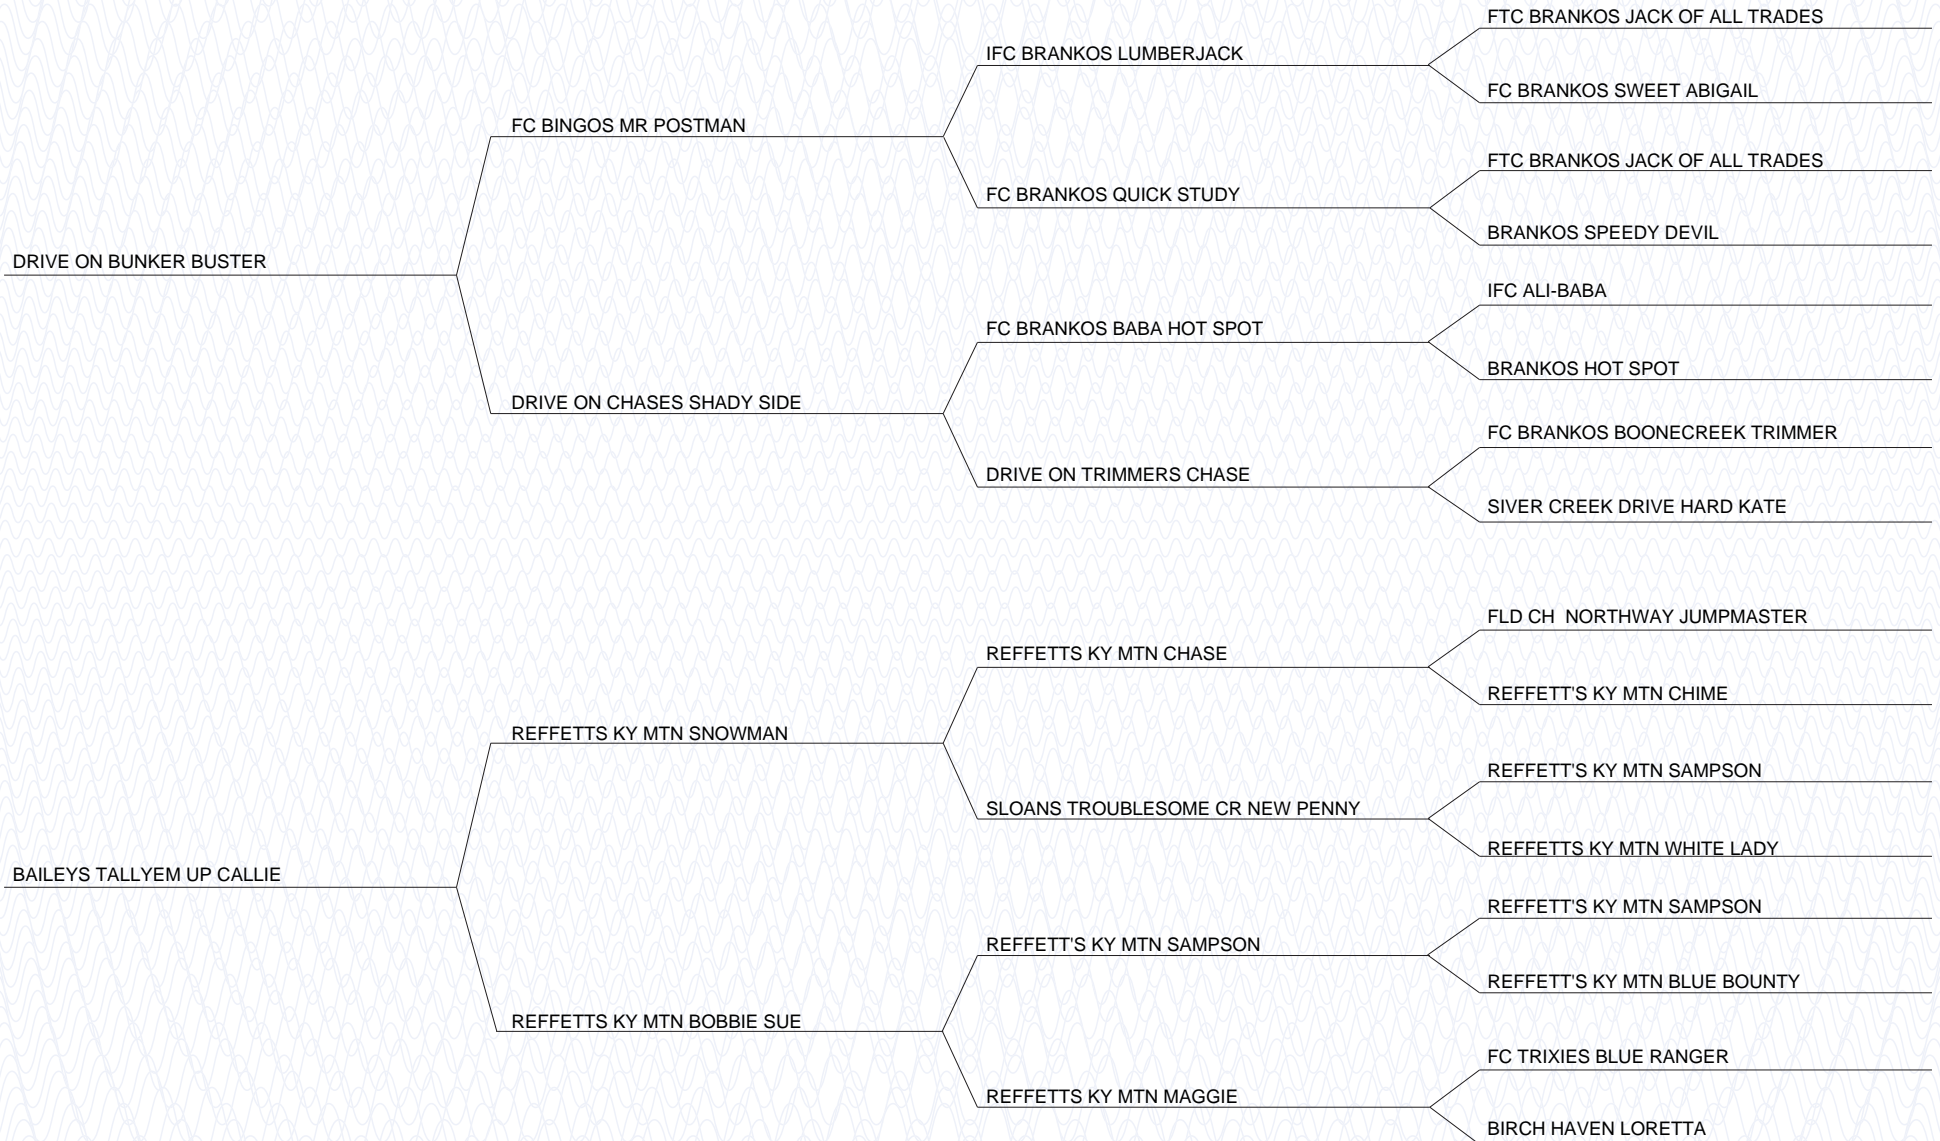 FTC BRANKOS JACK OF ALL TRADES
IFC BRANKOS LUMBERJACK
FC BRANKOS SWEET ABIGAIL
FC BINGOS MR POSTMAN
FTC BRANKOS JACK OF ALL TRADES
FC BRANKOS QUICK STUDY
BRANKOS SPEEDY DEVIL
DRIVE ON BUNKER BUSTER
IFC ALI-BABA
FC BRANKOS BABA HOT SPOT
BRANKOS HOT SPOT
DRIVE ON CHASES SHADY SIDE
FC BRANKOS BOONECREEK TRIMMER
DRIVE ON TRIMMERS CHASE
SIVER CREEK DRIVE HARD KATE
FLD CH  NORTHWAY JUMPMASTER
REFFETTS KY MTN CHASE
REFFETT'S KY MTN CHIME
REFFETTS KY MTN SNOWMAN
REFFETT'S KY MTN SAMPSON
SLOANS TROUBLESOME CR NEW PENNY
REFFETTS KY MTN WHITE LADY
BAILEYS TALLYEM UP CALLIE
REFFETT'S KY MTN SAMPSON
REFFETT'S KY MTN SAMPSON
REFFETT'S KY MTN BLUE BOUNTY
REFFETTS KY MTN BOBBIE SUE
FC TRIXIES BLUE RANGER
REFFETTS KY MTN MAGGIE
BIRCH HAVEN LORETTA